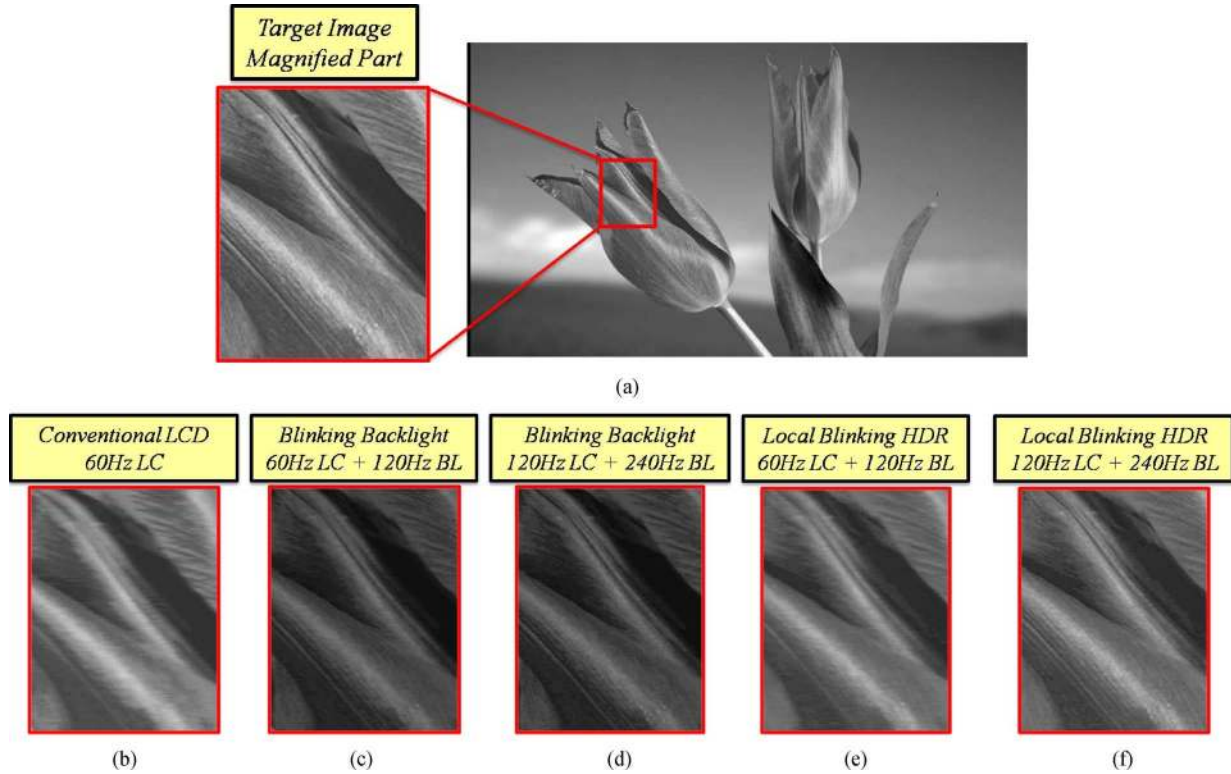 Target Image
Magnified Part
(a)
Conventional LCD
60Hz LC
Blinking Backlight
60Hz LC + 120Hz BL
Blinking Backlight
120Hz LC + 240Hz BL
Local Blinking HDR
60Hz LC + 120Hz BL
Local Blinking HDR
120Hz LC + 240Hz BL
(b)
(c)
(d)
(e)
(f)